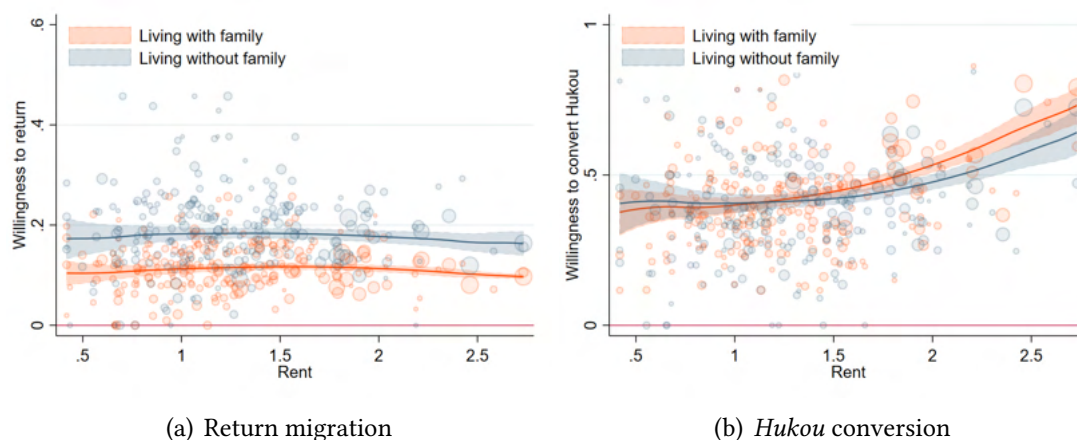 .6
.4
.2
0
Willingness to return
Living with family
Living without family
.5
1
1.5
2
2.5
Rent
(a) Return migration
1
.5
0
Willingness to convert Hukou
Living with family
Living without family
.5
1
1.5
2
2.5
Rent
(b) Hukou conversion